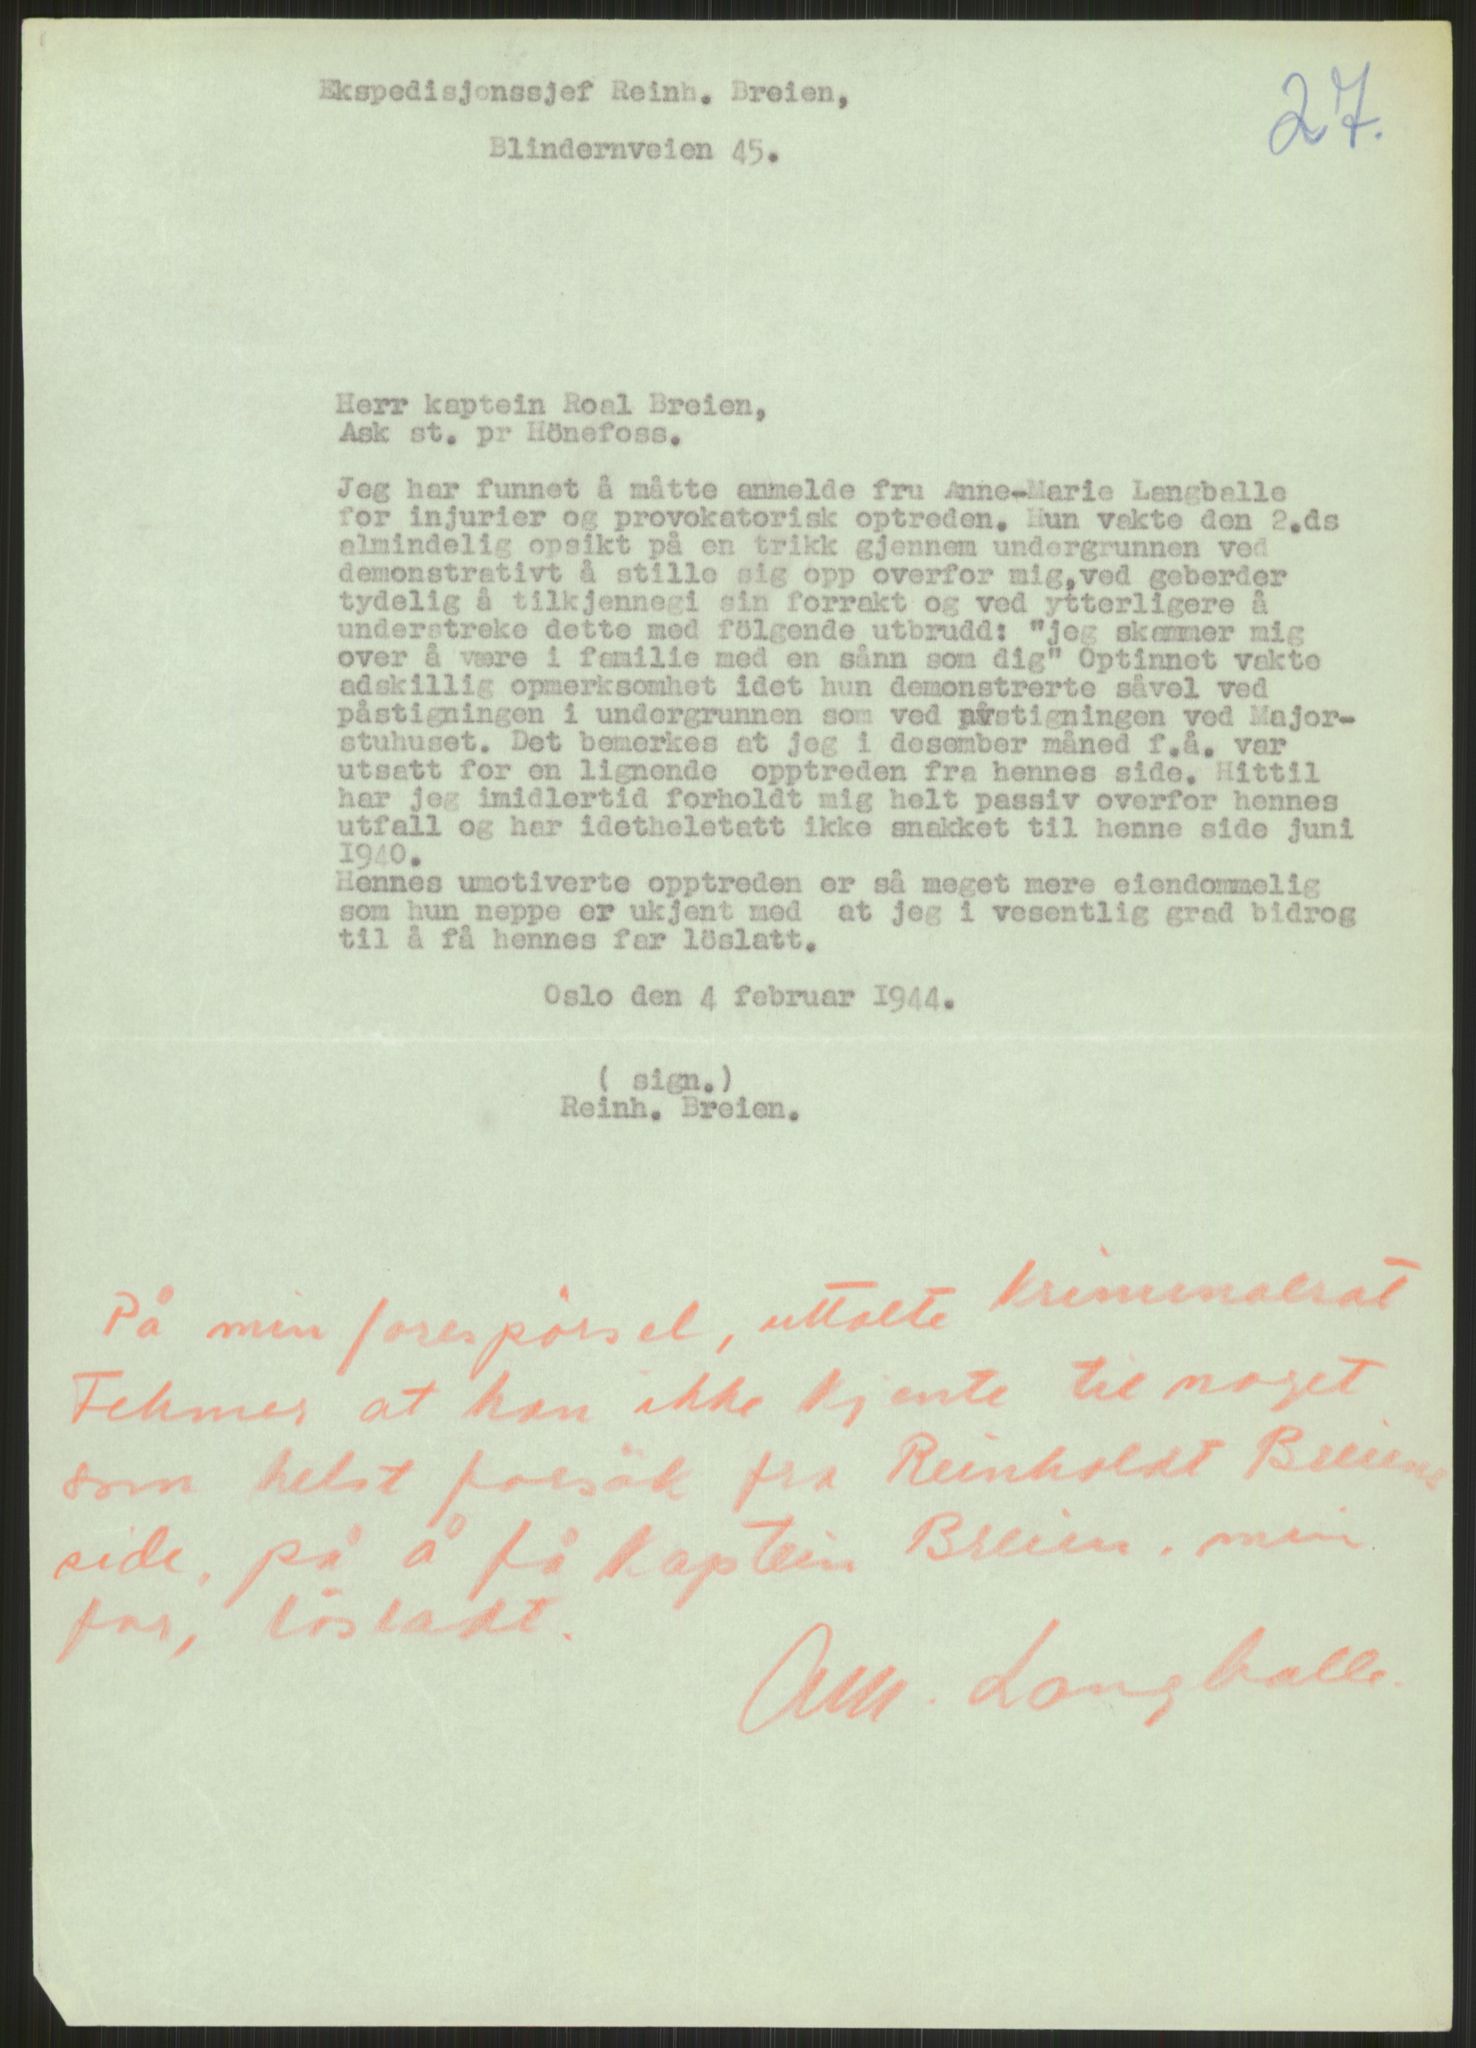 27.
Ekspedisjonssjef Reinh. Breien,
Blindernveien 45.
Herr kaptein Roal Breien,
Ask st. pr Hönefoss.
Jeg har funnet å måtte anmelde fru Anne-Marie Langballe
for injurier og provokatorisk optreden. Hun vakte den 2.ds
almindelig opsikt på en trikk gjennem undergrunnen ved
demonstrativt å stille sig opp overfor mig,ved geberder
tydelig å tilkjennegi sin forrakt og ved ytterligere å
understreke dette med fölgende utbrudd: "jeg skammer mig
over å være i familie med en sånn som dig" Optinnet vakte
adskillig opmerksomhet idet hun demonstrerte såvel ved
påstigningen i undergrunnen som ved avstigningen ved Major-
stuhuset. Det bemerkes at jeg i desember måned f.å. var
utsatt for en lignende opptreden fra hennes side. Hittil
har jeg imidlertid forholdt mig helt passiv overfor hennes
utfall og har idetheletatt ikke snakket til henne side juni
1940.
Hennes umotiverte opptreden er så meget mere eiendommelig
som hun neppe er ukjent med at jeg i vesentlig grad bidrog
til å få hennes far löslatt.
Oslo den 4 februar 1944.
( sign.)
Reinh. Breien.
På min forespörsel, uttalte Kriminalrat
Fehmer at han ikke kjente til noget
som helst forsök fra Reinholdt Breiens
side, på å få Kaptein Breien, min
far, lösladt.
AM. Langballe.